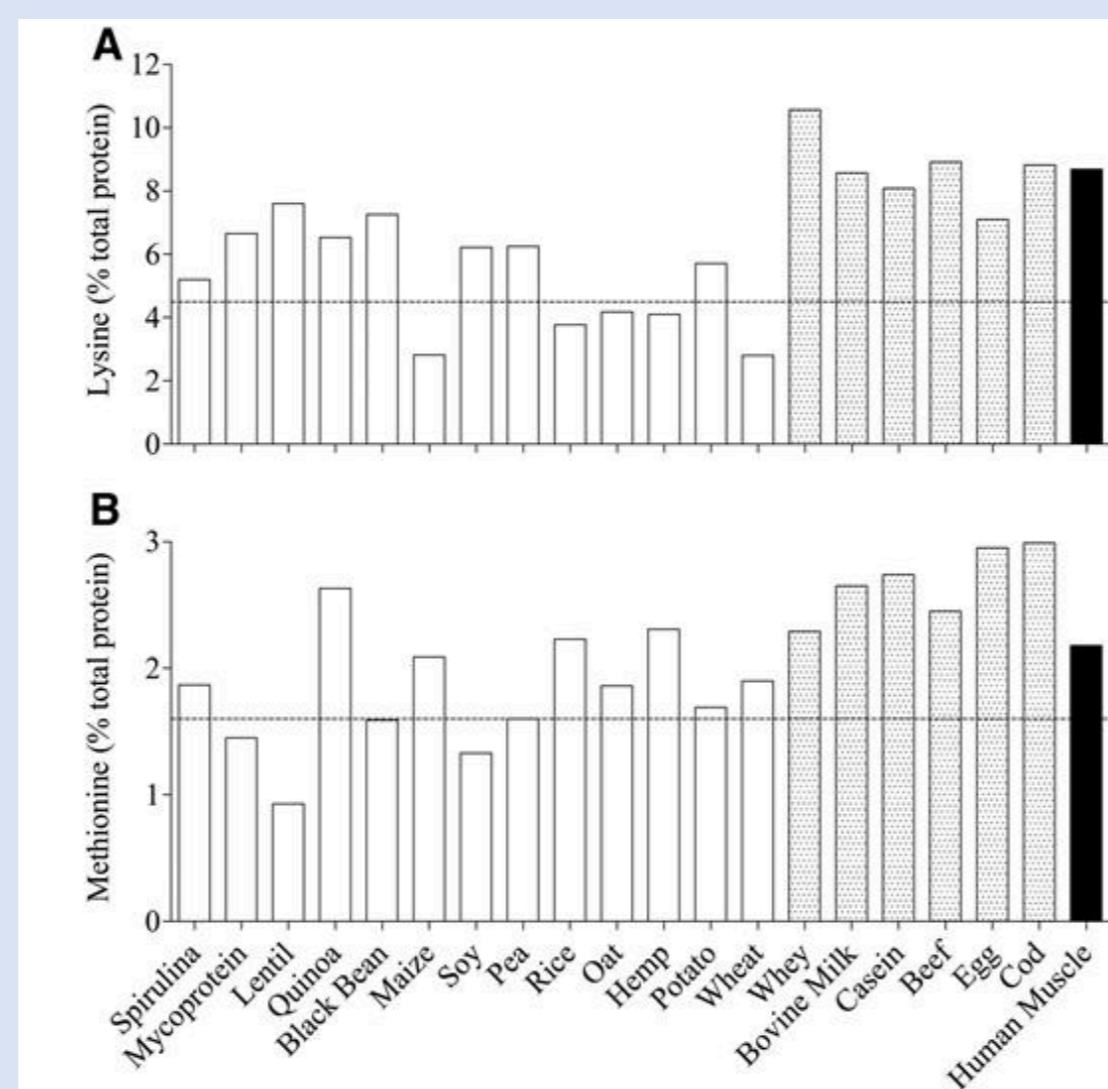 A
Lysine (% total protein)
12
10
8
6
4
2
0
B
Methionine (% total protein)
3
2
1
0
Spirulina
Mycoprotein
Lentil
Quinoa
Black Bean
Maize
Soy
Pea
Rice
Oat
Hemp
Potato
Wheat
Whey
Bovine Milk
Casein
Beef
Egg
Cod
Human Muscle